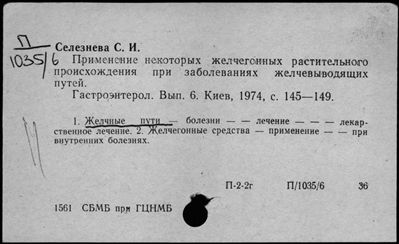 П
1035/6
Селезнева С. И.
Применение некоторых желчегонных растительного
происхождения при заболеваниях желчевыводящих
путей.
Гастроэнтерол. Вып. 6. Киев, 1974, с. 145—149.
1. Желчные пути — болезни — — лечение — — — лекар-
ственное лечение. 2. Желчегонные средства — применение — — при
внутренних болезнях.
П-2-2г П/1035/6 36
1561 СБМБ при ГЦНМБ